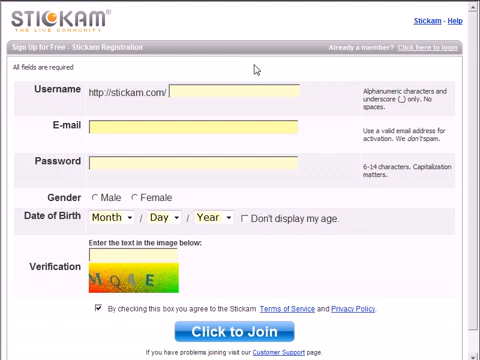 STICKAM®
THE LIVE COMMUNITY
Stickam - Help
Sign Up for Free - Stickam Registration
Already a member? Click here to login
All fields are required
Username http://stickam.com/
Alphanumeric characters and
underscore (_) only. No
spaces.
E-mail
Use a valid email address for
activation. We don't spam.
Password
6-14 characters. Capitalization
matters.
Gender Male Female
Date of Birth Month / Day / Year Don't display my age.
Enter the text in the image below:
Verification
M Q A E
By checking this box you agree to the Stickam Terms of Service and Privacy Policy.
Click to Join
If you have problems joining visit our Customer Support page.